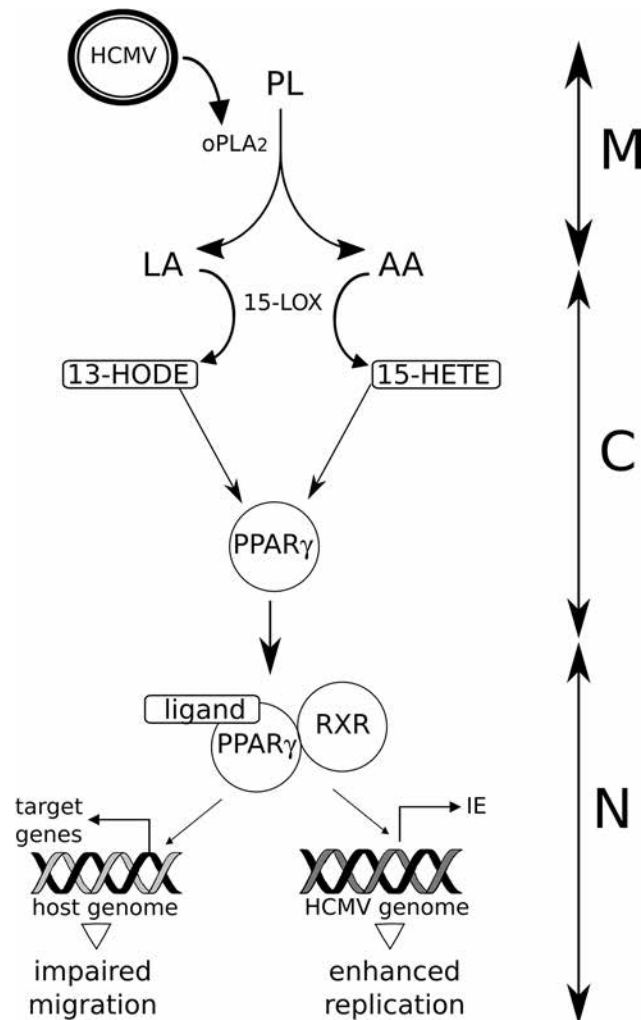 HCMV
PL
oPLA2
M
LA
AA
15-LOX
13-HODE
15-HETE
C
PPARγ
ligand
RXR
PPARγ
target
genes
IE
N
host genome
HCMV genome
impaired
migration
enhanced
replication